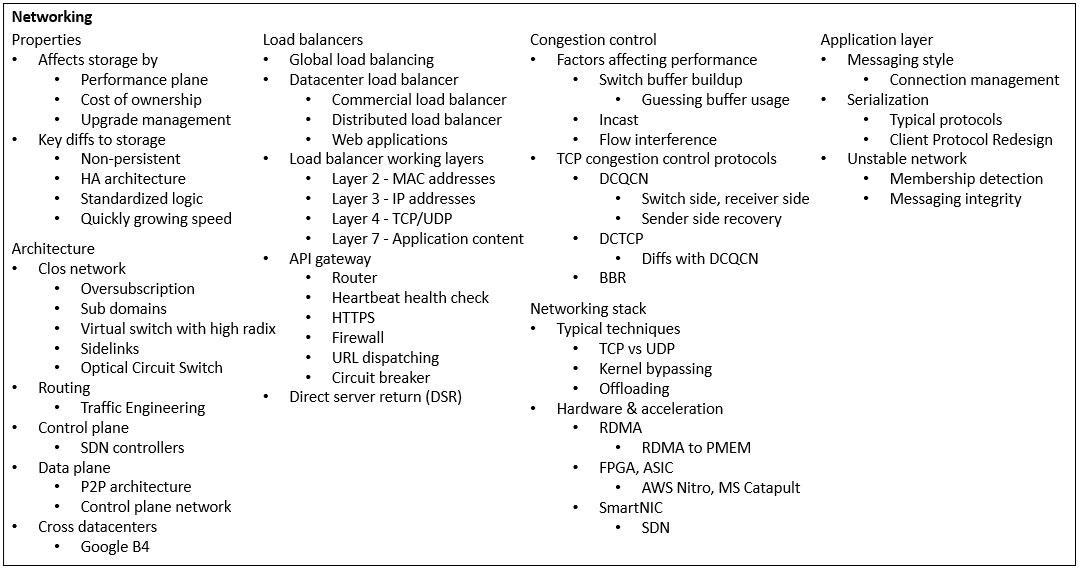 Networking
Properties
• Affects storage by
• Performance plane
• Cost of ownership
• Upgrade management
• Key diffs to storage
• Non-persistent
• HA architecture
• Standardized logic
• Quickly growing speed
Architecture
• Clos network
• Oversubscription
• Sub domains
• Virtual switch with high radix
• Sidelinks
• Optical Circuit Switch
• Routing
• Traffic Engineering
• Control plane
• SDN controllers
• Data plane
• P2P architecture
• Control plane network
• Cross datacenters
• Google B4
Load balancers
• Global load balancing
• Datacenter load balancer
• Commercial load balancer
• Distributed load balancer
• Web applications
• Load balancer working layers
• Layer 2 - MAC addresses
• Layer 3 - IP addresses
• Layer 4 - TCP/UDP
• Layer 7 - Application content
• API gateway
• Router
• Heartbeat health check
• HTTPS
• Firewall
• URL dispatching
• Circuit breaker
• Direct server return (DSR)
Congestion control
• Factors affecting performance
• Switch buffer buildup
• Guessing buffer usage
• Incast
• Flow interference
• TCP congestion control protocols
• DCQCN
• Switch side, receiver side
• Sender side recovery
• DCTCP
• Diffs with DCQCN
• BBR
Networking stack
• Typical techniques
• TCP vs UDP
• Kernel bypassing
• Offloading
• Hardware & acceleration
• RDMA
• RDMA to PMEM
• FPGA, ASIC
• AWS Nitro, MS Catapult
• SmartNIC
• SDN
Application layer
• Messaging style
• Connection management
• Serialization
• Typical protocols
• Client Protocol Redesign
• Unstable network
• Membership detection
• Messaging integrity